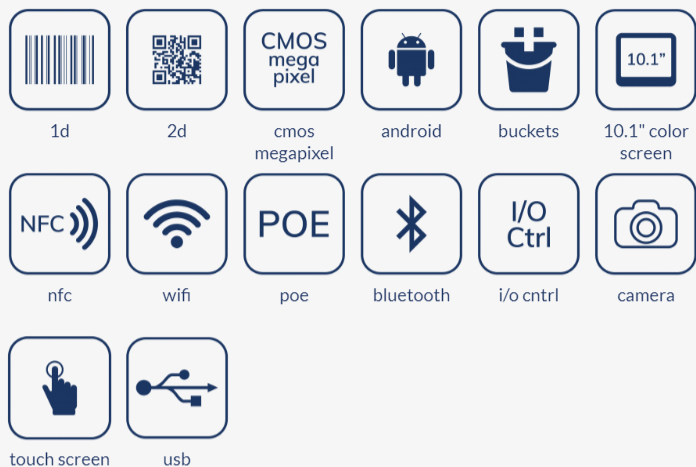 CMOS
mega
pixel
10.1"
1d
2d
cmos
megapixel
android
buckets
10.1" color
screen
NFC
POE
I/O
Ctrl
nfc
wifi
poe
bluetooth
i/o cntrl
camera
touch screen
usb